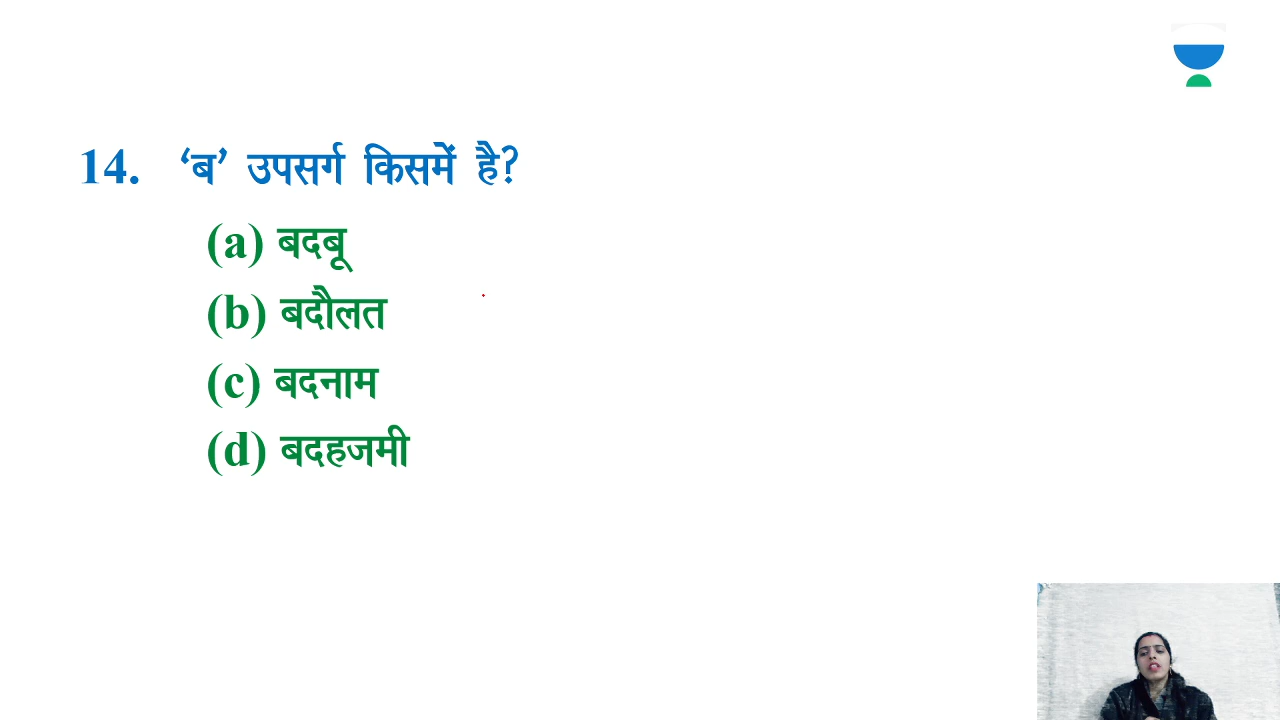 14. ‘ब’ उपसर्ग किसमें है?
(a) बदबू
(b) बदौलत
(c) बदनाम
(d) बदहजमी